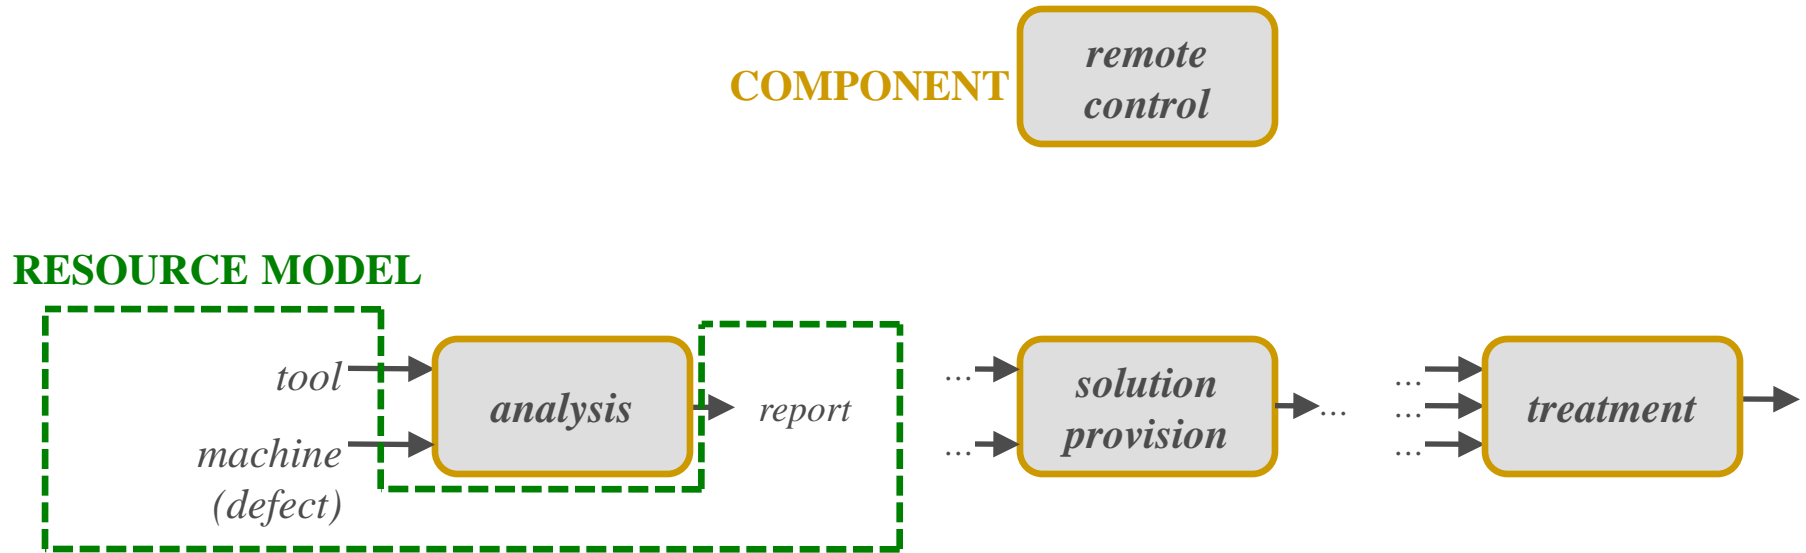 remote
COMPONENT
control
RESOURCE MODEL
tool
analysis
report
machine
(defect)
...
...
solution
provision
...
...
...
...
treatment